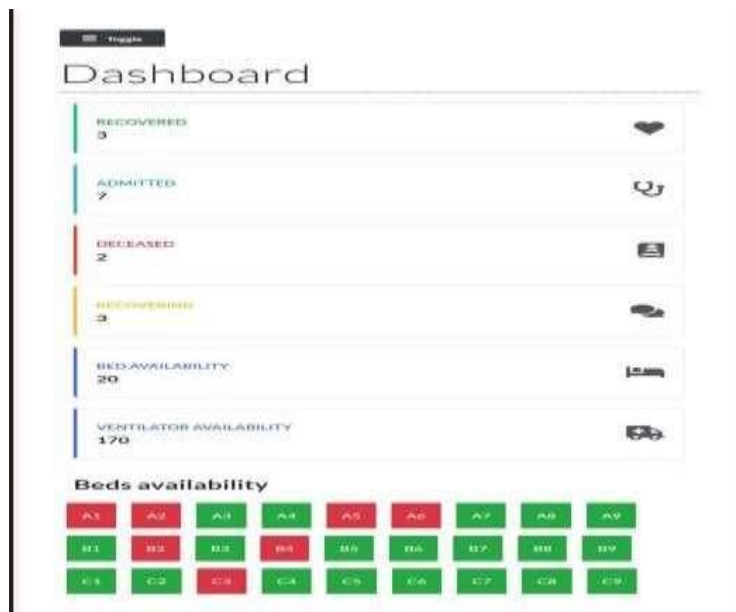 Toggle
Dashboard
RECOVERED
3
ADMITTED
7
DECEASED
2
RECOVERING
3
BED AVAILABILITY
20
VENTILATOR AVAILABILITY
170
Beds availability
A1 A2 A3 A4 A5 A6 A7 A8 A9
B1 B2 B3 B4 B5 B6 B7 B8 B9
C1 C2 C3 C4 C5 C6 C7 C8 C9